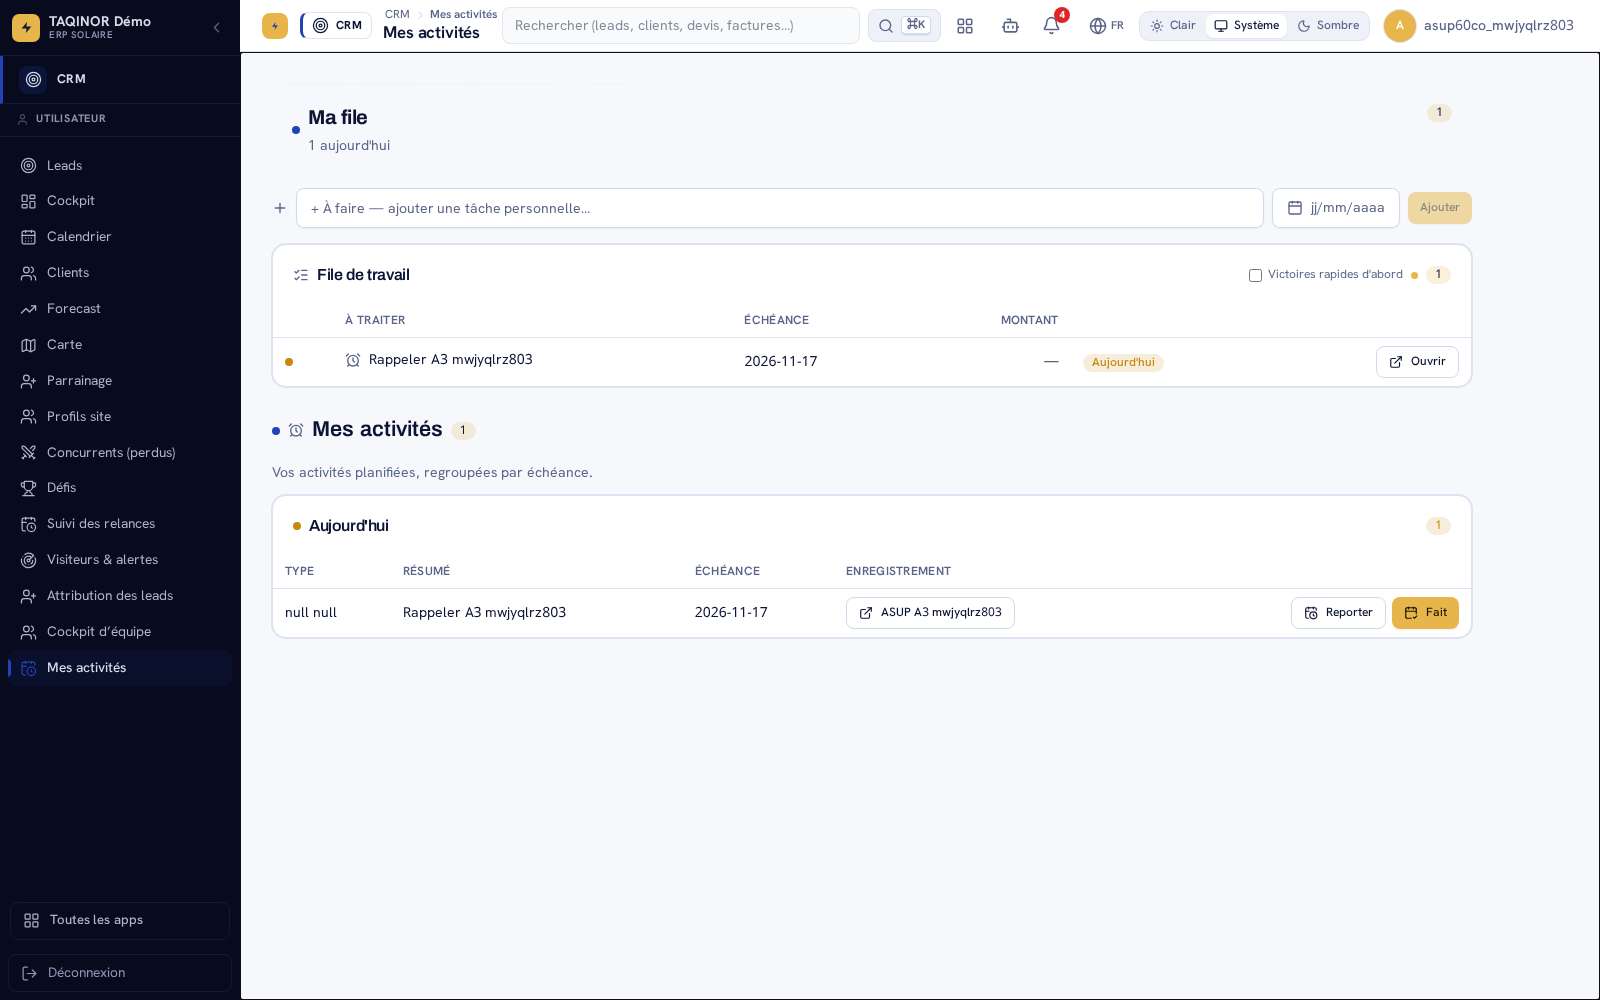 TAQINOR Démo
ERP SOLAIRE
CRM
UTILISATEUR
Leads
Cockpit
Calendrier
Clients
Forecast
Carte
Parrainage
Profils site
Concurrents (perdus)
Défis
Suivi des relances
Visiteurs & alertes
Attribution des leads
Cockpit d’équipe
Mes activités
Toutes les apps
Déconnexion
CRM
CRM > Mes activités
Mes activités
Rechercher (leads, clients, devis, factures...)
⌘K
4
FR
Clair
Système
Sombre
A
asup60co_mwjyqlrz803
Ma file
1
1 aujourd'hui
+ À faire — ajouter une tâche personnelle...
jj/mm/aaaa
Ajouter
File de travail
Victoires rapides d'abord
1
À TRAITER ÉCHÉANCE MONTANT
Rappeler A3 mwjyqlrz803 2026-11-17 — Aujourd'hui Ouvrir
Mes activités 1
Vos activités planifiées, regroupées par échéance.
Aujourd'hui
1
TYPE RÉSUMÉ ÉCHÉANCE ENREGISTREMENT
null null Rappeler A3 mwjyqlrz803 2026-11-17 ASUP A3 mwjyqlrz803 Reporter Fait